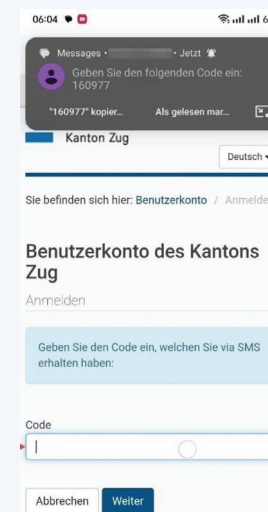 06:04
Messages • • Jetzt
Geben Sie den folgenden Code ein:
160977
"160977" kopier... Als gelesen mar...
Kanton Zug
Deutsch
Sie befinden sich hier: Benutzerkonto / Anmelde
Benutzerkonto des Kantons
Zug
Anmelden
Geben Sie den Code ein, welchen Sie via SMS
erhalten haben:
Code
Abbrechen Weiter